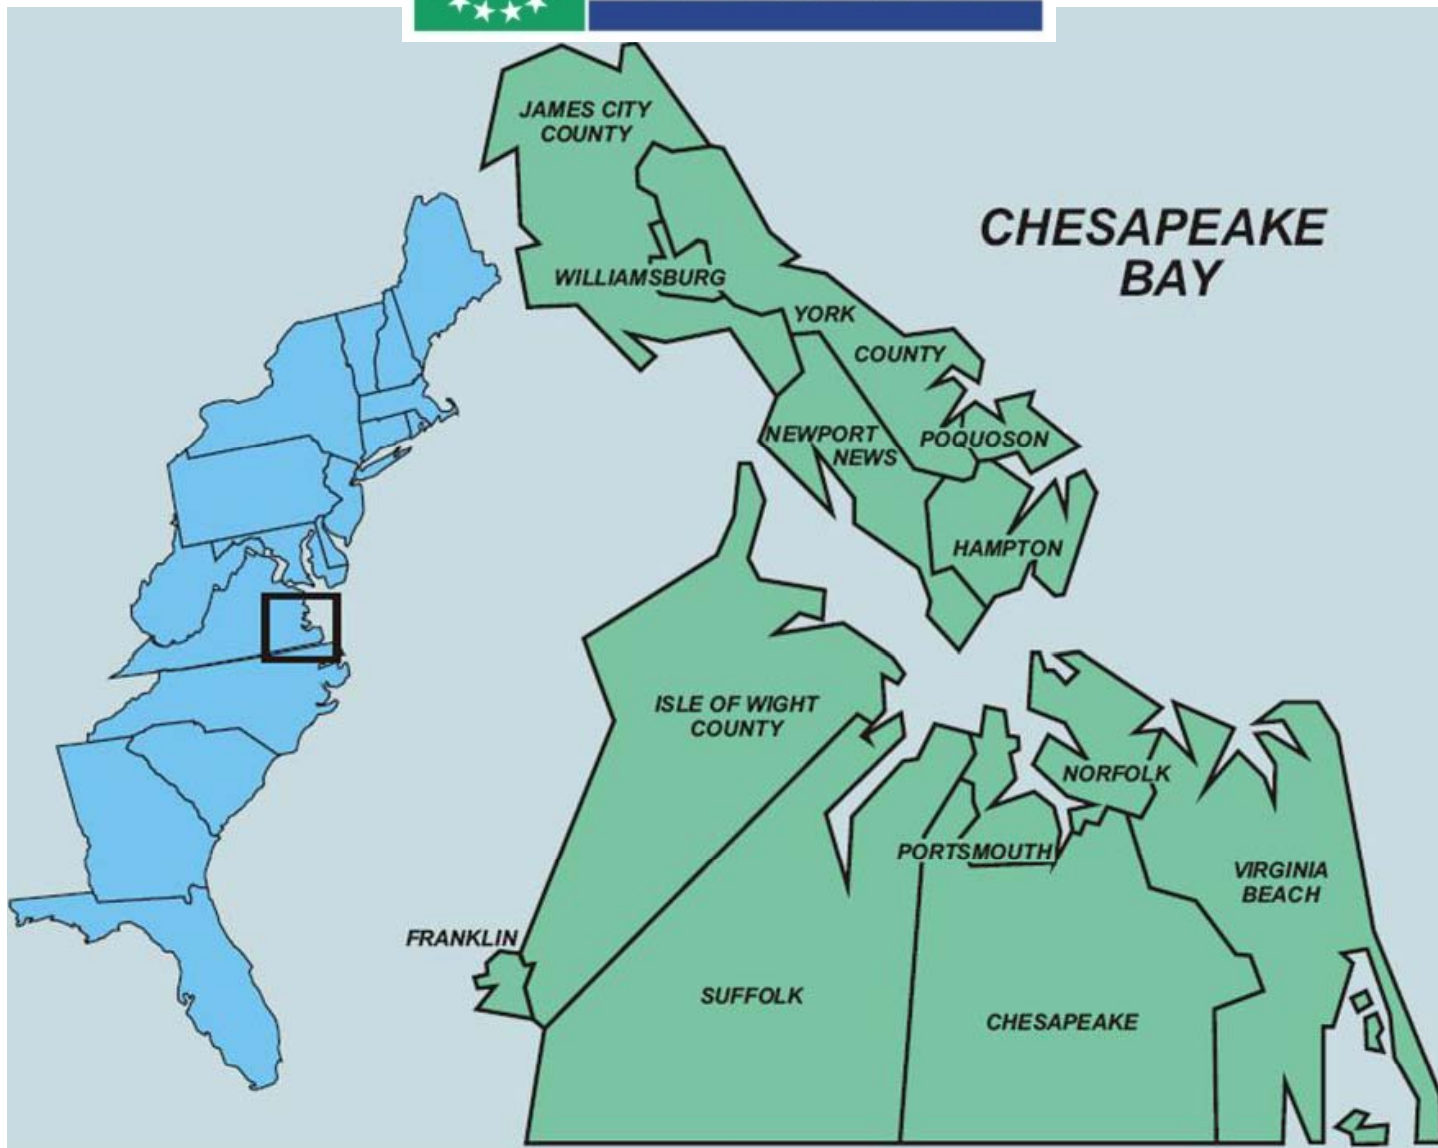 JAMES CITY
COUNTY
CHESAPEAKE
BAY
WILLIAMSBURG
YORK
COUNTY
NEWPORT
NEWS
POQUOSON
HAMPTON
ISLE OF WIGHT
COUNTY
NORFOLK
PORTSMOUTH
VIRGINIA
BEACH
FRANKLIN
SUFFOLK
CHESAPEAKE